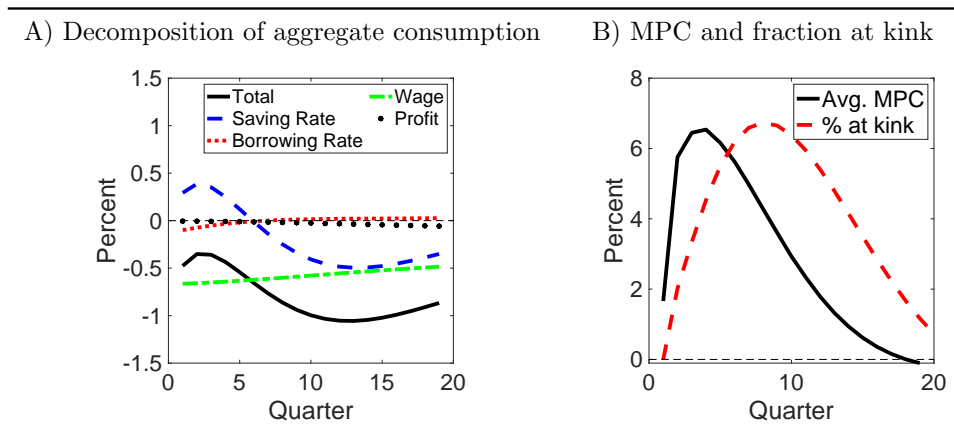 A) Decomposition of aggregate consumption
B) MPC and fraction at kink
1.5
1
0.5
0
-0.5
-1
-1.5
Percent
Total
Saving Rate
Borrowing Rate
Wage
Profit
0
5
10
15
20
Quarter
8
6
4
2
0
Percent
Avg. MPC
% at kink
0
10
20
Quarter